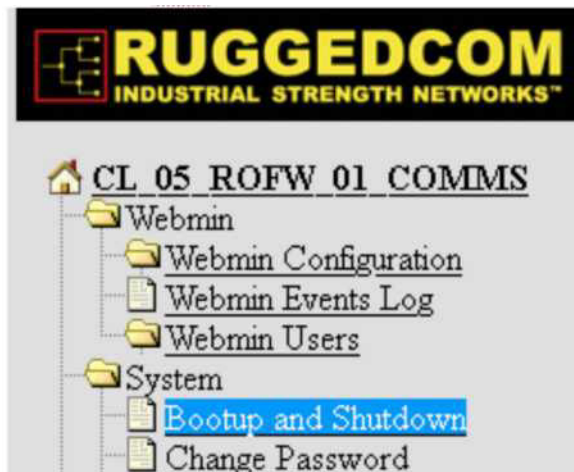 RUGGEDCOM
INDUSTRIAL STRENGTH NETWORKS™
CL_05_ROFW_01_COMMS
Webmin
Webmin Configuration
Webmin Events Log
Webmin Users
System
Bootup and Shutdown
Change Password